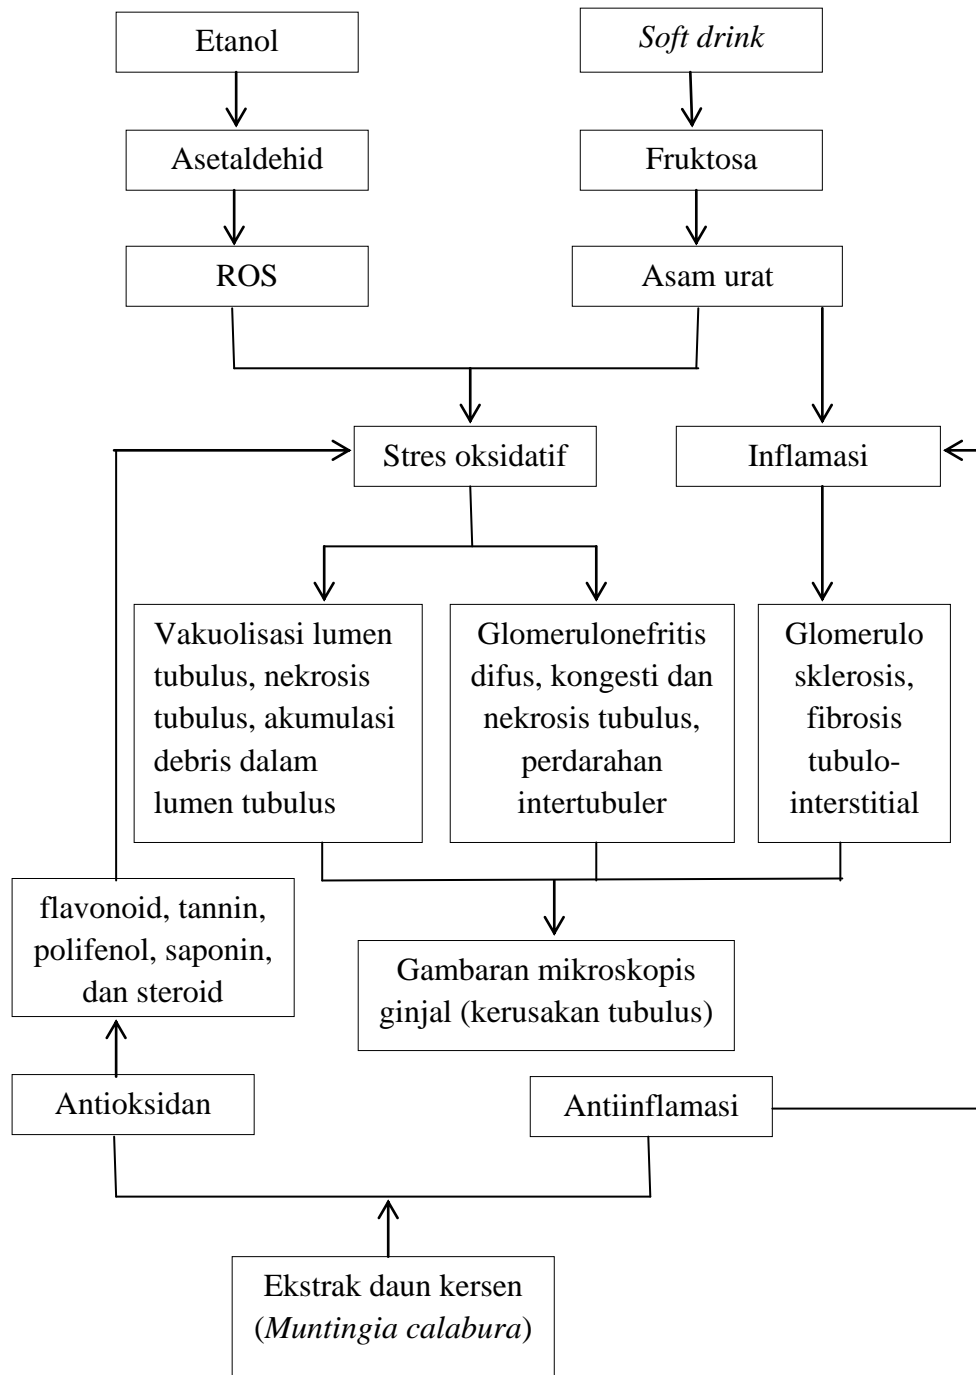 Etanol
Soft drink
Asetaldehid
Fruktosa
ROS
Asam urat
Stres oksidatif
Inflamasi
Vakuolisasi lumen
tubulus, nekrosis
tubulus, akumulasi
debris dalam
lumen tubulus
Glomerulonefritis
difus, kongesti dan
nekrosis tubulus,
perdarahan
intertubuler
Glomerulo
sklerosis,
fibrosis
tubulo-
interstitial
flavonoid, tannin,
polifenol, saponin,
dan steroid
Gambaran mikroskopis
ginjal (kerusakan tubulus)
Antioksidan
Antiinflamasi
Ekstrak daun kersen
(Muntingia calabura)